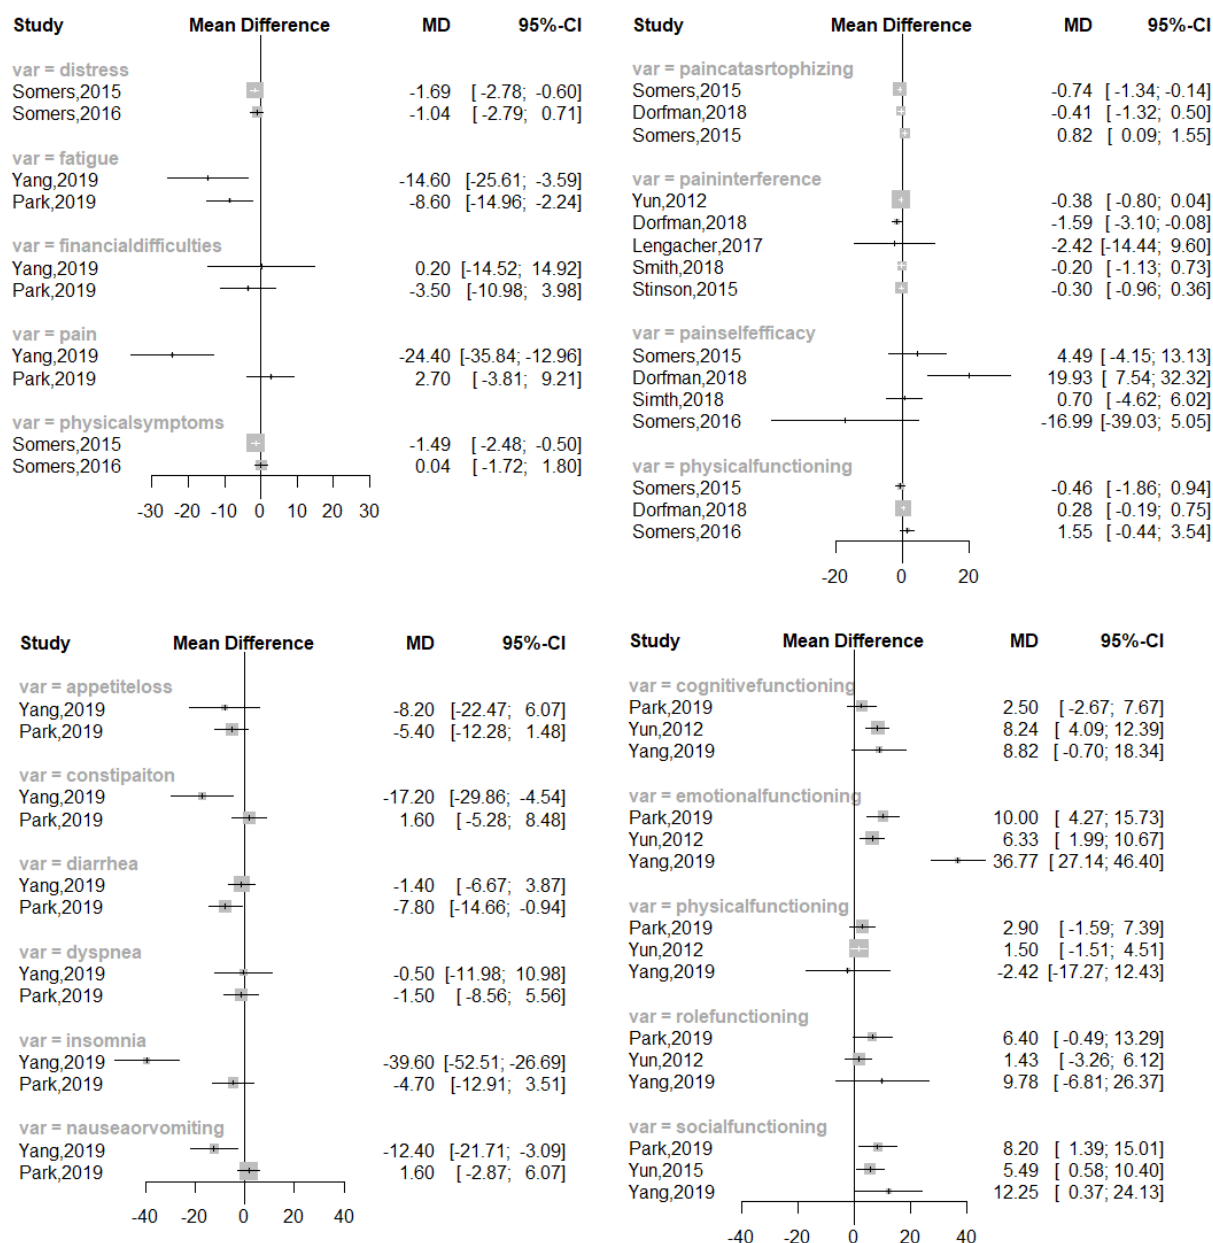 Study Mean Difference MD 95%-CI
var = distress
Somers,2015 -1.69 [-2.78; -0.60]
Somers,2016 -1.04 [-2.79; 0.71]
var = fatigue
Yang,2019 -14.60 [-25.61; -3.59]
Park,2019 -8.60 [-14.96; -2.24]
var = financialdifficulties
Yang,2019 0.20 [-14.52; 14.92]
Park,2019 -3.50 [-10.98; 3.98]
var = pain
Yang,2019 -24.40 [-35.84; -12.96]
Park,2019 2.70 [-3.81; 9.21]
var = physicalsymptoms
Somers,2015 -1.49 [-2.48; -0.50]
Somers,2016 0.04 [-1.72; 1.80]
-30 -20 -10 0 10 20 30
Study Mean Difference MD 95%-CI
var = paincatasrtophizing
Somers,2015 -0.74 [-1.34; -0.14]
Dorfman,2018 -0.41 [-1.32; 0.50]
Somers,2015 0.82 [0.09; 1.55]
var = paininterference
Yun,2012 -0.38 [-0.80; 0.04]
Dorfman,2018 -1.59 [-3.10; -0.08]
Lengacher,2017 -2.42 [-14.44; 9.60]
Smith,2018 -0.20 [-1.13; 0.73]
Stinson,2015 -0.30 [-0.96; 0.36]
var = painselfefficacy
Somers,2015 4.49 [-4.15; 13.13]
Dorfman,2018 19.93 [7.54; 32.32]
Simth,2018 0.70 [-4.62; 6.02]
Somers,2016 -16.99 [-39.03; 5.05]
var = physicalfunctioning
Somers,2015 -0.46 [-1.86; 0.94]
Dorfman,2018 0.28 [-0.19; 0.75]
Somers,2016 1.55 [-0.44; 3.54]
-20 0 20
Study Mean Difference MD 95%-CI
var = appetiteloss
Yang,2019 -8.20 [-22.47; 6.07]
Park,2019 -5.40 [-12.28; 1.48]
var = constipaiton
Yang,2019 -17.20 [-29.86; -4.54]
Park,2019 1.60 [-5.28; 8.48]
var = diarrhea
Yang,2019 -1.40 [-6.67; 3.87]
Park,2019 -7.80 [-14.66; -0.94]
var = dyspnea
Yang,2019 -0.50 [-11.98; 10.98]
Park,2019 -1.50 [-8.56; 5.56]
var = insomnia
Yang,2019 -39.60 [-52.51; -26.69]
Park,2019 -4.70 [-12.91; 3.51]
var = nauseaorvomiting
Yang,2019 -12.40 [-21.71; -3.09]
Park,2019 1.60 [-2.87; 6.07]
-40 -20 0 20 40
Study Mean Difference MD 95%-CI
var = cognitivefunctioning
Park,2019 2.50 [-2.67; 7.67]
Yun,2012 8.24 [4.09; 12.39]
Yang,2019 8.82 [-0.70; 18.34]
var = emotionalfunctioning
Park,2019 10.00 [4.27; 15.73]
Yun,2012 6.33 [1.99; 10.67]
Yang,2019 36.77 [27.14; 46.40]
var = physicalfunctioning
Park,2019 2.90 [-1.59; 7.39]
Yun,2012 1.50 [-1.51; 4.51]
Yang,2019 -2.42 [-17.27; 12.43]
var = rolefunctioning
Park,2019 6.40 [-0.49; 13.29]
Yun,2012 1.43 [-3.26; 6.12]
Yang,2019 9.78 [-6.81; 26.37]
var = socialfunctioning
Park,2019 8.20 [1.39; 15.01]
Yun,2015 5.49 [0.58; 10.40]
Yang,2019 12.25 [0.37; 24.13]
-40 -20 0 20 40